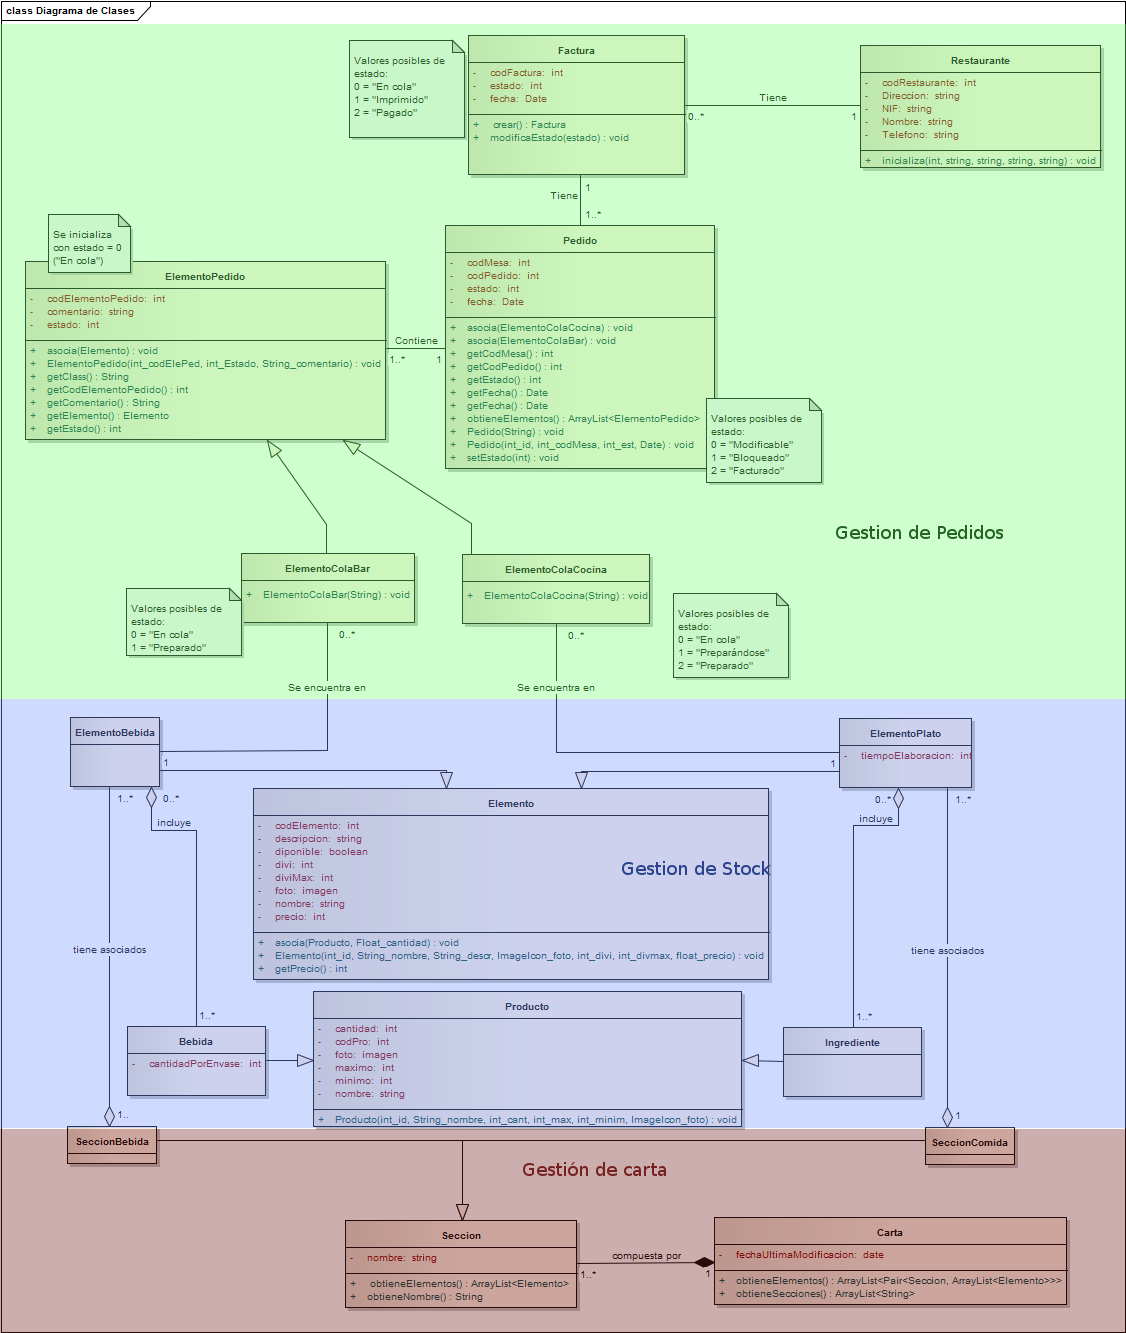 class Diagrama de Clases
Valores posibles de
estado:
0 = "En cola"
1 = "Imprimido"
2 = "Pagado"
Factura
- codFactura: int
- estado: int
- fecha: Date
+ crear() : Factura
+ modificaEstado(estado) : void
Tiene
0..*
1
Restaurante
- codRestaurante: int
- Direccion: string
- NIF: string
- Nombre: string
- Telefono: string
+ inicializa(int, string, string, string, string) : void
1
Tiene
1..*
Se inicializa
con estado = 0
("En cola")
ElementoPedido
- codElementoPedido: int
- comentario: string
- estado: int
+ asocia(Elemento) : void
+ ElementoPedido(int_codElePed, int_Estado, String_comentario) : void
+ getClass() : String
+ getCodElementoPedido() : int
+ getComentario() : String
+ getElemento() : Elemento
+ getEstado() : int
Contiene
1..*
1
Pedido
- codMesa: int
- codPedido: int
- estado: int
- fecha: Date
+ asocia(ElementoColaCocina) : void
+ asocia(ElementoColaBar) : void
+ getCodMesa() : int
+ getCodPedido() : int
+ getEstado() : int
+ getFecha() : Date
+ getFecha() : Date
+ obtieneElementos() : ArrayList<ElementoPedido>
+ Pedido(String) : void
+ Pedido(int_id, int_codMesa, int_est, Date) : void
+ setEstado(int) : void
Valores posibles de
estado:
0 = "Modificable"
1 = "Bloqueado"
2 = "Facturado"
Gestion de Pedidos
ElementoColaBar
+ ElementoColaBar(String) : void
ElementoColaCocina
+ ElementoColaCocina(String) : void
Valores posibles de
estado:
0 = "En cola"
1 = "Preparado"
Valores posibles de
estado:
0 = "En cola"
1 = "Preparándose"
2 = "Preparado"
0..*
0..*
Se encuentra en
Se encuentra en
ElementoBebida
ElementoPlato
- tiempoElaboracion: int
1
1
1..*
0..*
0..*
1..*
incluye
incluye
Elemento
- codElemento: int
- descripcion: string
- diponible: boolean
- divi: int
- diviMax: int
- foto: imagen
- nombre: string
- precio: int
+ asocia(Producto, Float_cantidad) : void
+ Elemento(int_id, String_nombre, String_descr, ImageIcon_foto, int_divi, int_divmax, float_precio) : void
+ getPrecio() : int
Gestion de Stock
tiene asociados
tiene asociados
1..*
1..*
Bebida
- cantidadPorEnvase: int
Producto
- cantidad: int
- codPro: int
- foto: imagen
- maximo: int
- minimo: int
- nombre: string
+ Producto(int_id, String_nombre, int_cant, int_max, int_minim, ImageIcon_foto) : void
Ingrediente
1..
1
SeccionBebida
SeccionComida
Gestión de carta
Seccion
- nombre: string
+ obtieneElementos() : ArrayList<Elemento>
+ obtieneNombre() : String
compuesta por
1..*
1
Carta
- fechaUltimaModificacion: date
+ obtieneElementos() : ArrayList<Pair<Seccion, ArrayList<Elemento>>>
+ obtieneSecciones() : ArrayList<String>